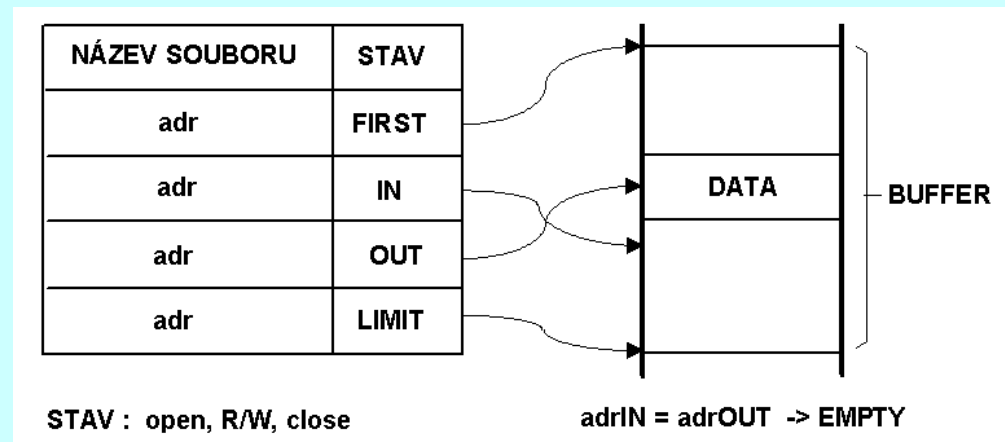 NÁZEV SOUBORU STAV
adr FIRST
adr IN
adr OUT
adr LIMIT
DATA
BUFFER
STAV : open, R/W, close
adrIN = adrOUT -> EMPTY